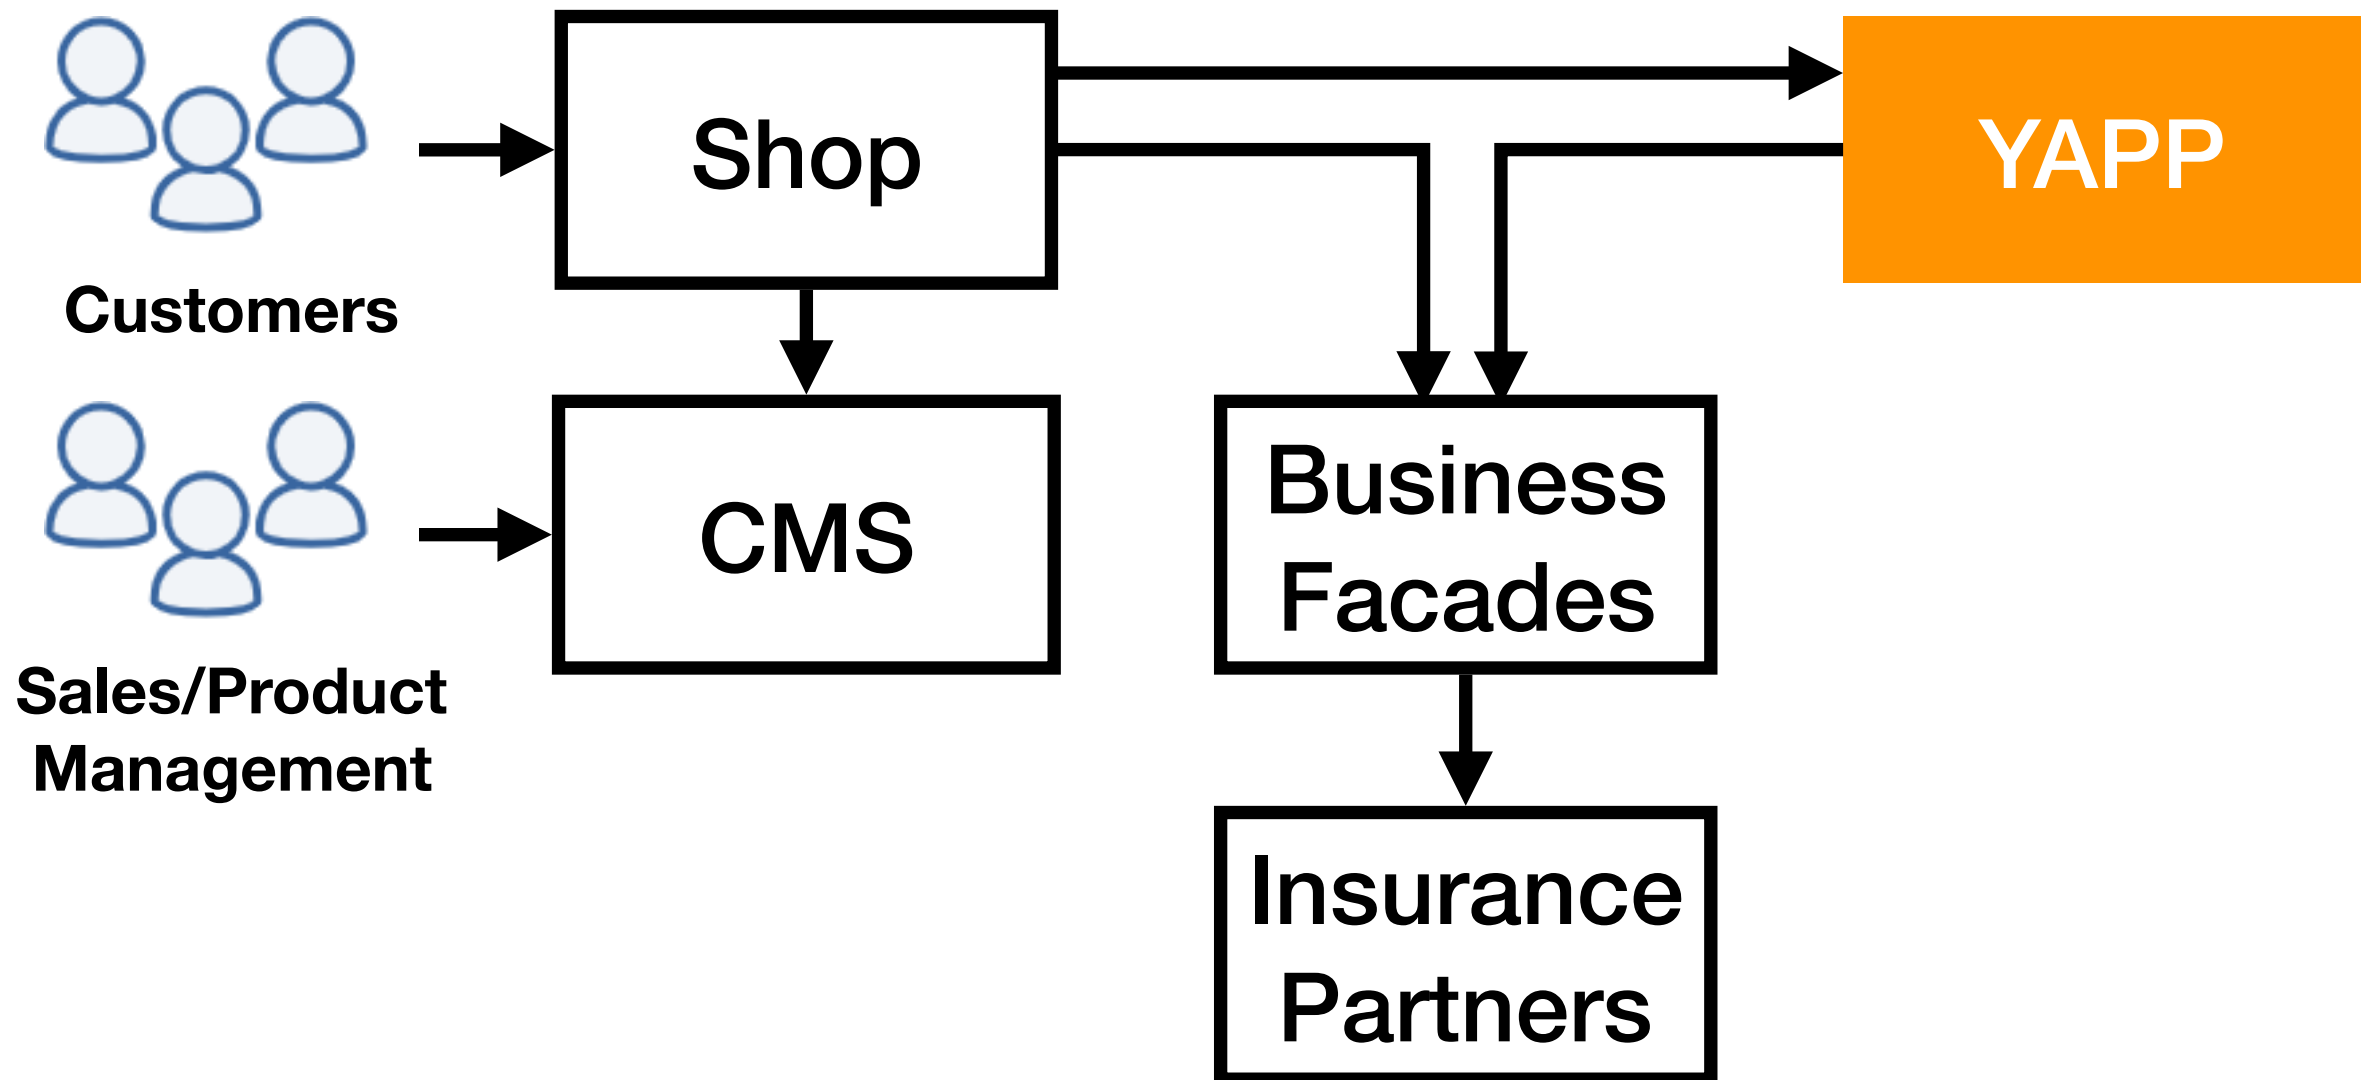 Shop
YAPP
Customers
CMS
Business
Facades
Sales/Product
Management
Insurance
Partners